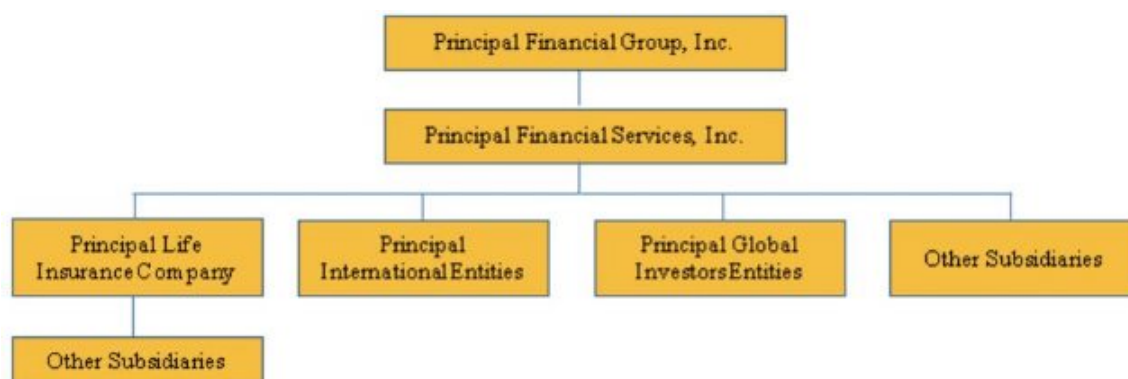 Principal Financial Group, Inc.
Principal Financial Services, Inc.
Principal Life
Insurance Company
Principal
International Entities
Principal Global
Investors Entities
Other Subsidiaries
Other Subsidiaries